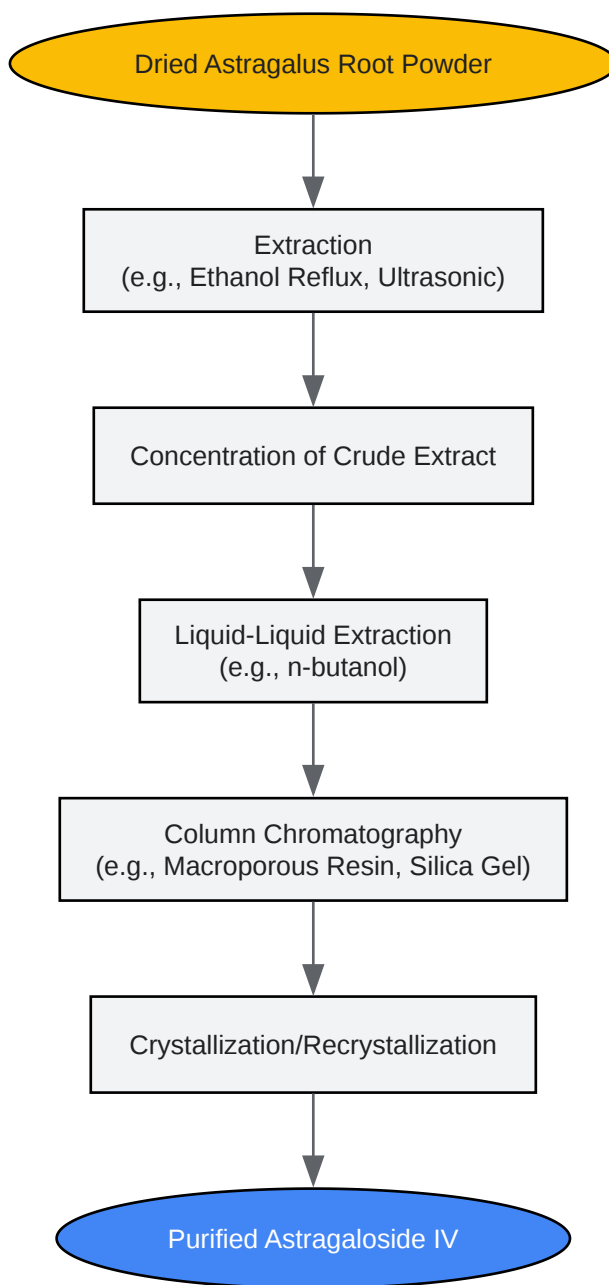 Dried Astragalus Root Powder
Extraction
(e.g., Ethanol Reflux, Ultrasonic)
Concentration of Crude Extract
Liquid-Liquid Extraction
(e.g., n-butanol)
Column Chromatography
(e.g., Macroporous Resin, Silica Gel)
Crystallization/Recrystallization
Purified Astragaloside IV